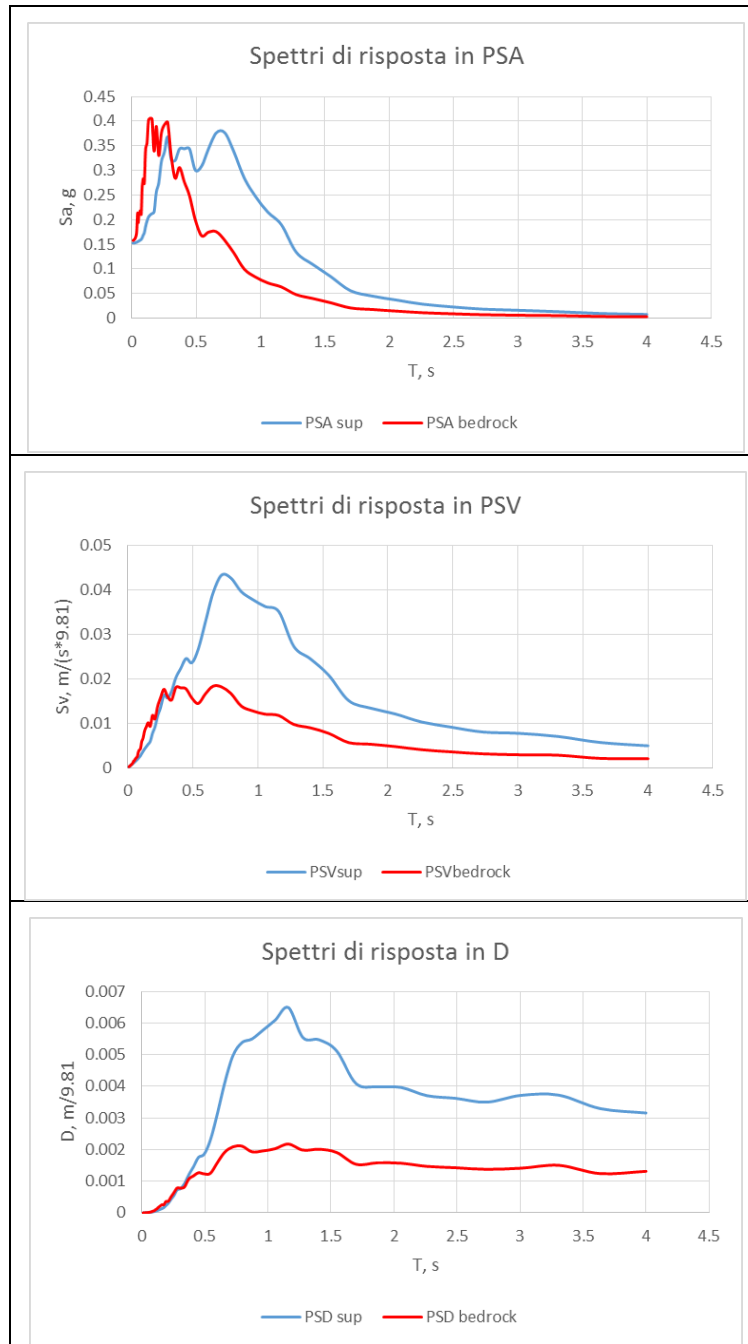 Spettri di risposta in PSA
0.45
0.4
0.35
0.3
0.25
0.2
0.15
0.1
0.05
0
Sa, g
0 0.5 1 1.5 2 2.5 3 3.5 4 4.5
T, s
PSA sup PSA bedrock
Spettri di risposta in PSV
0.05
0.04
0.03
0.02
0.01
0
Sv, m/(s*9.81)
0 0.5 1 1.5 2 2.5 3 3.5 4 4.5
T, s
PSVsup PSVbedrock
Spettri di risposta in D
0.007
0.006
0.005
0.004
0.003
0.002
0.001
0
D, m/9.81
0 0.5 1 1.5 2 2.5 3 3.5 4 4.5
T, s
PSD sup PSD bedrock